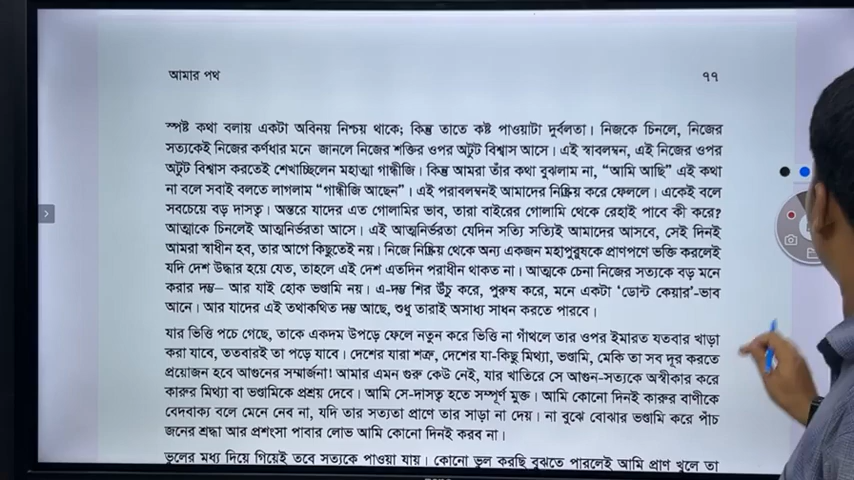 আমার পথ
৭৭
স্পষ্ট কথা বলায় একটা অবিনয় নিশ্চয় থাকে; কিন্তু তাতে কষ্ট পাওয়াটা দুর্বলতা। নিজকে চিনলে, নিজের
সত্যকেই নিজের কর্ণধার মনে জানলে নিজের শক্তির ওপর অটুট বিশ্বাস আসে। এই স্বাবলম্বন, এই নিজের ওপর
অটুট বিশ্বাস করতেই শেখাচ্ছিলেন মহাত্মা গান্ধীজি। কিন্তু আমরা তাঁর কথা বুঝলাম না, “আমি আছি” এই কথা
না বলে সবাই বলতে লাগলাম “গান্ধীজি আছেন”। এই পরাবলম্বনই আমাদের নিষ্ক্রিয় করে ফেললে। একেই বলে
সবচেয়ে বড় দাসত্ব। অন্তরে যাদের এত গোলামির ভাব, তারা বাইরের গোলামি থেকে রেহাই পাবে কী করে?
আত্মাকে চিনলেই আত্মনির্ভরতা আসে। এই আত্মনির্ভরতা যেদিন সত্যি সত্যিই আমাদের আসবে, সেই দিনই
আমরা স্বাধীন হব, তার আগে কিছুতেই নয়। নিজে নিষ্ক্রিয় থেকে অন্য একজন মহাপুরুষকে প্রাণপণে ভক্তি করলেই
যদি দেশ উদ্ধার হয়ে যেত, তাহলে এই দেশ এতদিন পরাধীন থাকত না। আত্মকে চেনা নিজের সত্যকে বড় মনে
করার দম্ভ– আর যাই হোক ভণ্ডামি নয়। এ-দম্ভ শির উঁচু করে, পুরুষ করে, মনে একটা ‘ডোন্ট কেয়ার’-ভাব
আনে। আর যাদের এই তথাকথিত দম্ভ আছে, শুধু তারাই অসাধ্য সাধন করতে পারবে।
যার ভিত্তি পচে গেছে, তাকে একদম উপড়ে ফেলে নতুন করে ভিত্তি না গাঁথলে তার ওপর ইমারত যতবার খাড়া
করা যাবে, ততবারই তা পড়ে যাবে। দেশের যারা শত্রু, দেশের যা-কিছু মিথ্যা, ভণ্ডামি, মেকি তা সব দূর করতে
প্রয়োজন হবে আগুনের সম্মার্জনা! আমার এমন গুরু কেউ নেই, যার খাতিরে সে আগুন-সত্যকে অস্বীকার করে
কারুর মিথ্যা বা ভণ্ডামিকে প্রশ্রয় দেবে। আমি সে-দাসত্ব হতে সম্পূর্ণ মুক্ত। আমি কোনো দিনই কারুর বাণীকে
বেদবাক্য বলে মেনে নেব না, যদি তার সত্যতা প্রাণে তার সাড়া না দেয়। না বুঝে বোঝার ভণ্ডামি করে পাঁচ
জনের শ্রদ্ধা আর প্রশংসা পাবার লোভ আমি কোনো দিনই করব না।
ভুলের মধ্য দিয়ে গিয়েই তবে সত্যকে পাওয়া যায়। কোনো ভুল করছি বুঝতে পারলেই আমি প্রাণ খুলে তা